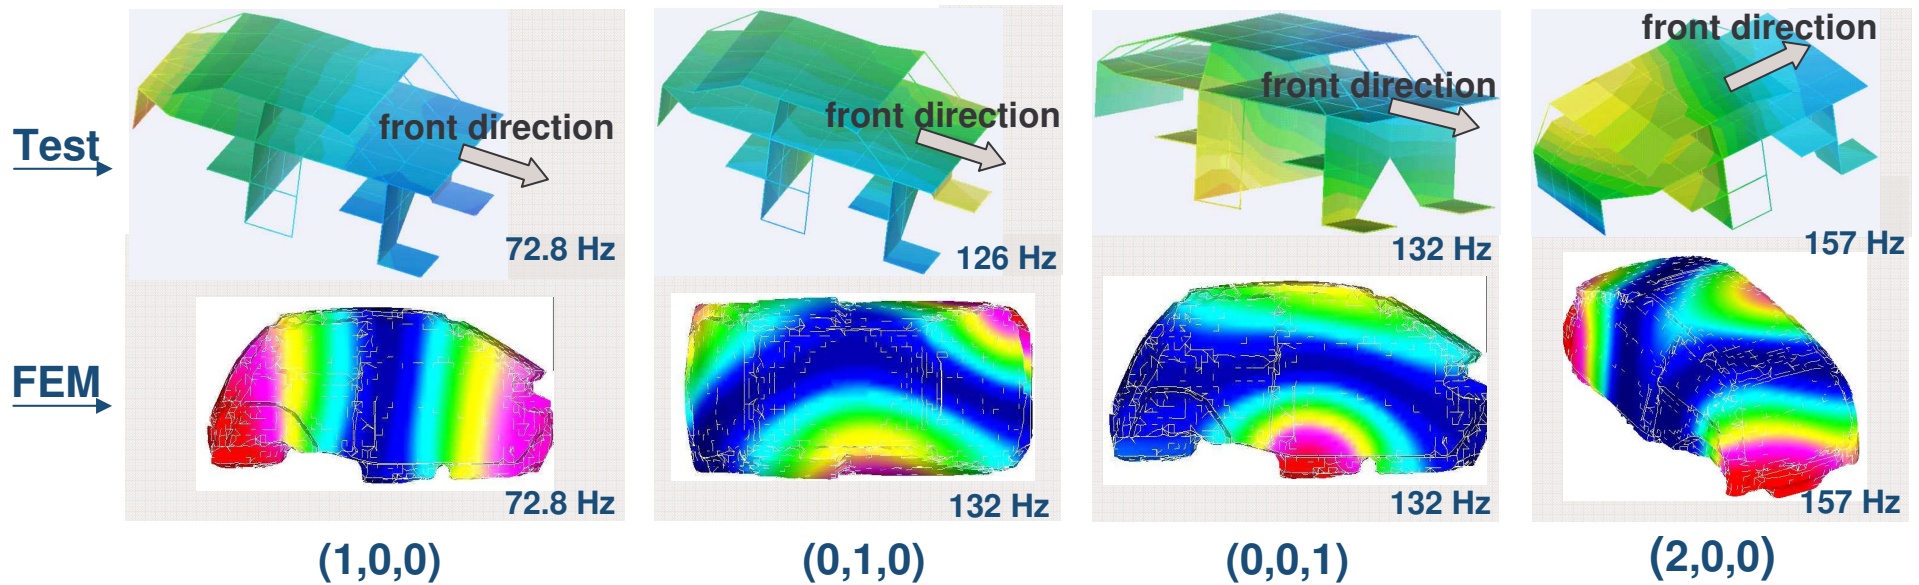 front direction
front direction
front direction
front direction
Test
72.8 Hz
126 Hz
132 Hz
157 Hz
FEM
72.8 Hz
132 Hz
132 Hz
157 Hz
(1,0,0)
(0,1,0)
(0,0,1)
(2,0,0)